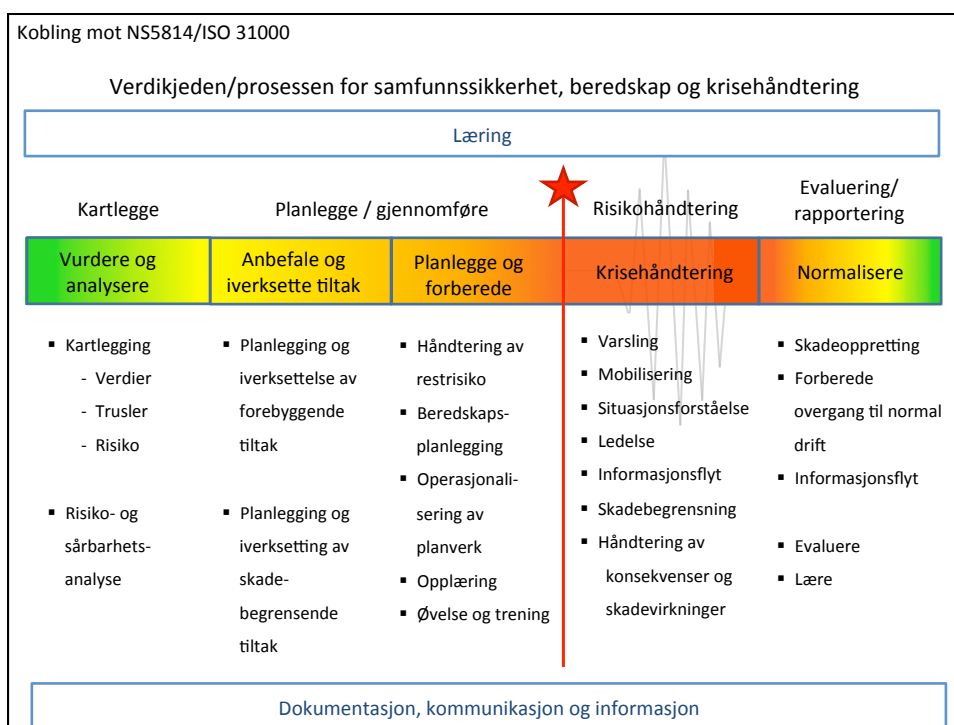 Kobling mot NS5814/ISO 31000
Verdikjeden/prosessen for samfunnssikkerhet, beredskap og krisehåndtering
Læring
Kartlegge
Planlegge / gjennomføre
Risikohåndtering
Evaluering/
rapportering
Vurdere og
analysere
Anbefale og
iverksette tiltak
Planlegge og
forberede
Krisehåndtering
Normalisere
▪ Kartlegging
- Verdier
- Trusler
- Risiko
▪ Risiko- og
sårbarhets-
analyse
▪ Planlegging og
iverksettelse av
forebyggende
tiltak
▪ Planlegging og
iverksetting av
skade-
begrensende
tiltak
▪ Håndtering av
restrisiko
▪ Beredskaps-
planlegging
▪ Operasjonali-
sering av
planverk
▪ Opplæring
▪ Øvelse og trening
▪ Varsling
▪ Mobilisering
▪ Situasjonsforståelse
▪ Ledelse
▪ Informasjonsflyt
▪ Skadebegrensning
▪ Håndtering av
konsekvenser og
skadevirkninger
▪ Skadeoppretting
▪ Forberede
overgang til normal
drift
▪ Informasjonsflyt
▪ Evaluere
▪ Lære
Dokumentasjon, kommunikasjon og informasjon